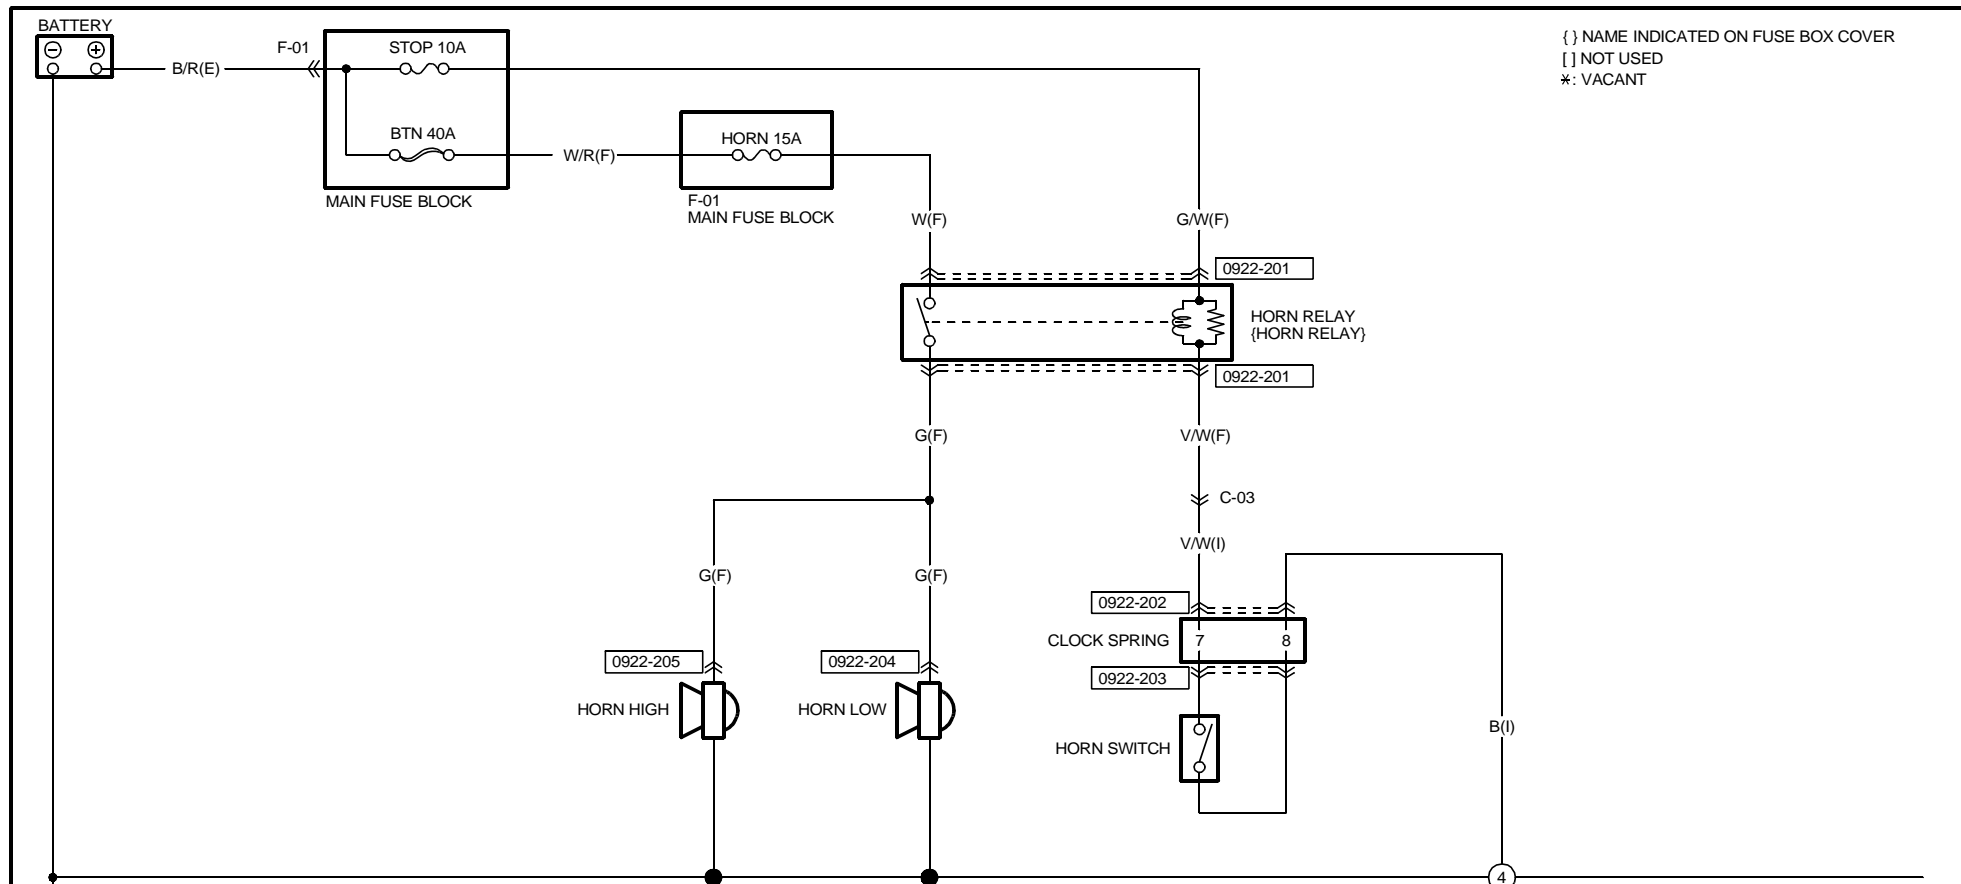 BATTERY
B/R(E)
F-01
STOP 10A
BTN 40A
MAIN FUSE BLOCK
W/R(F)
HORN 15A
F-01
MAIN FUSE BLOCK
{ } NAME INDICATED ON FUSE BOX COVER
[ ] NOT USED
*: VACANT
W(F)
G/W(F)
0922-201
HORN RELAY
{HORN RELAY}
0922-201
G(F)
V/W(F)
C-03
V/W(I)
G(F)
G(F)
0922-202
CLOCK SPRING
7
8
0922-203
0922-205
0922-204
HORN HIGH
HORN LOW
HORN SWITCH
B(I)
4